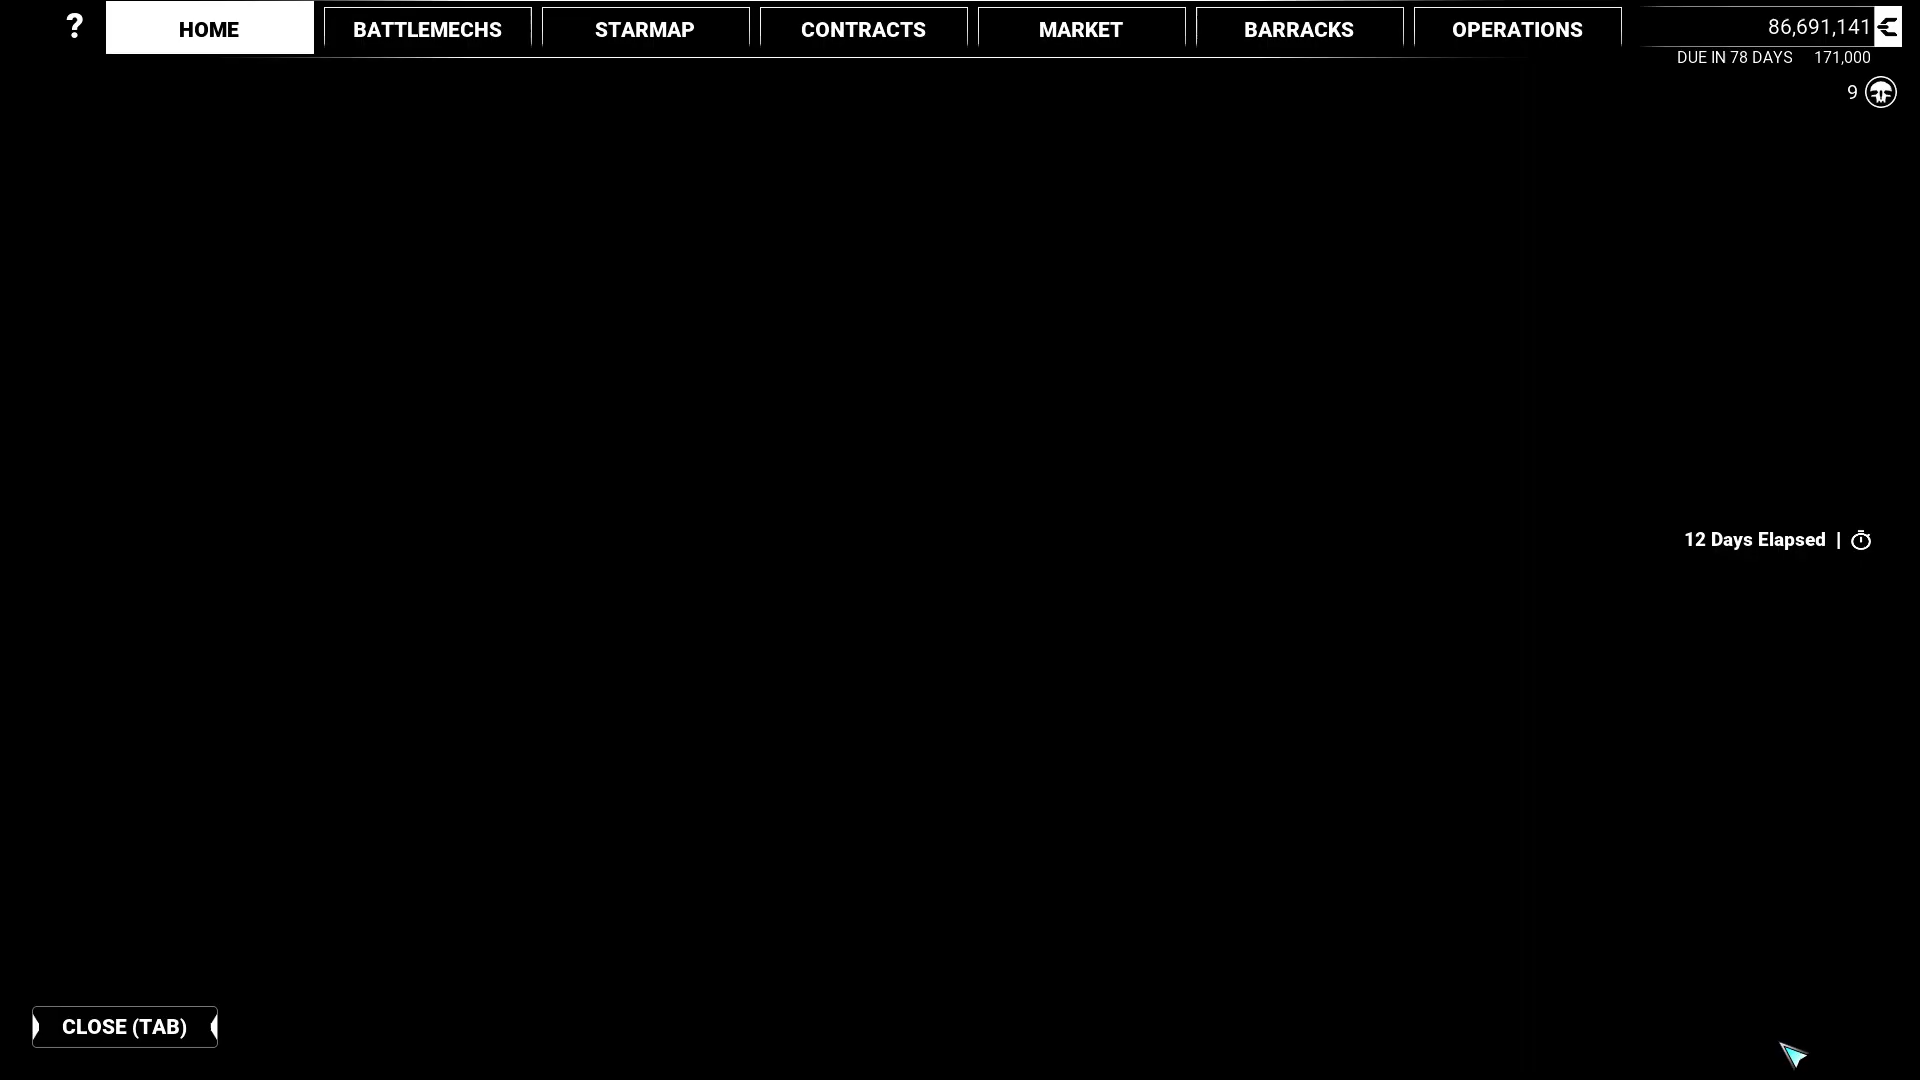 ?
HOME
BATTLEMECHS
STARMAP
CONTRACTS
MARKET
BARRACKS
OPERATIONS
86,691,141
DUE IN 78 DAYS 171,000
9
12 Days Elapsed |
CLOSE (TAB)